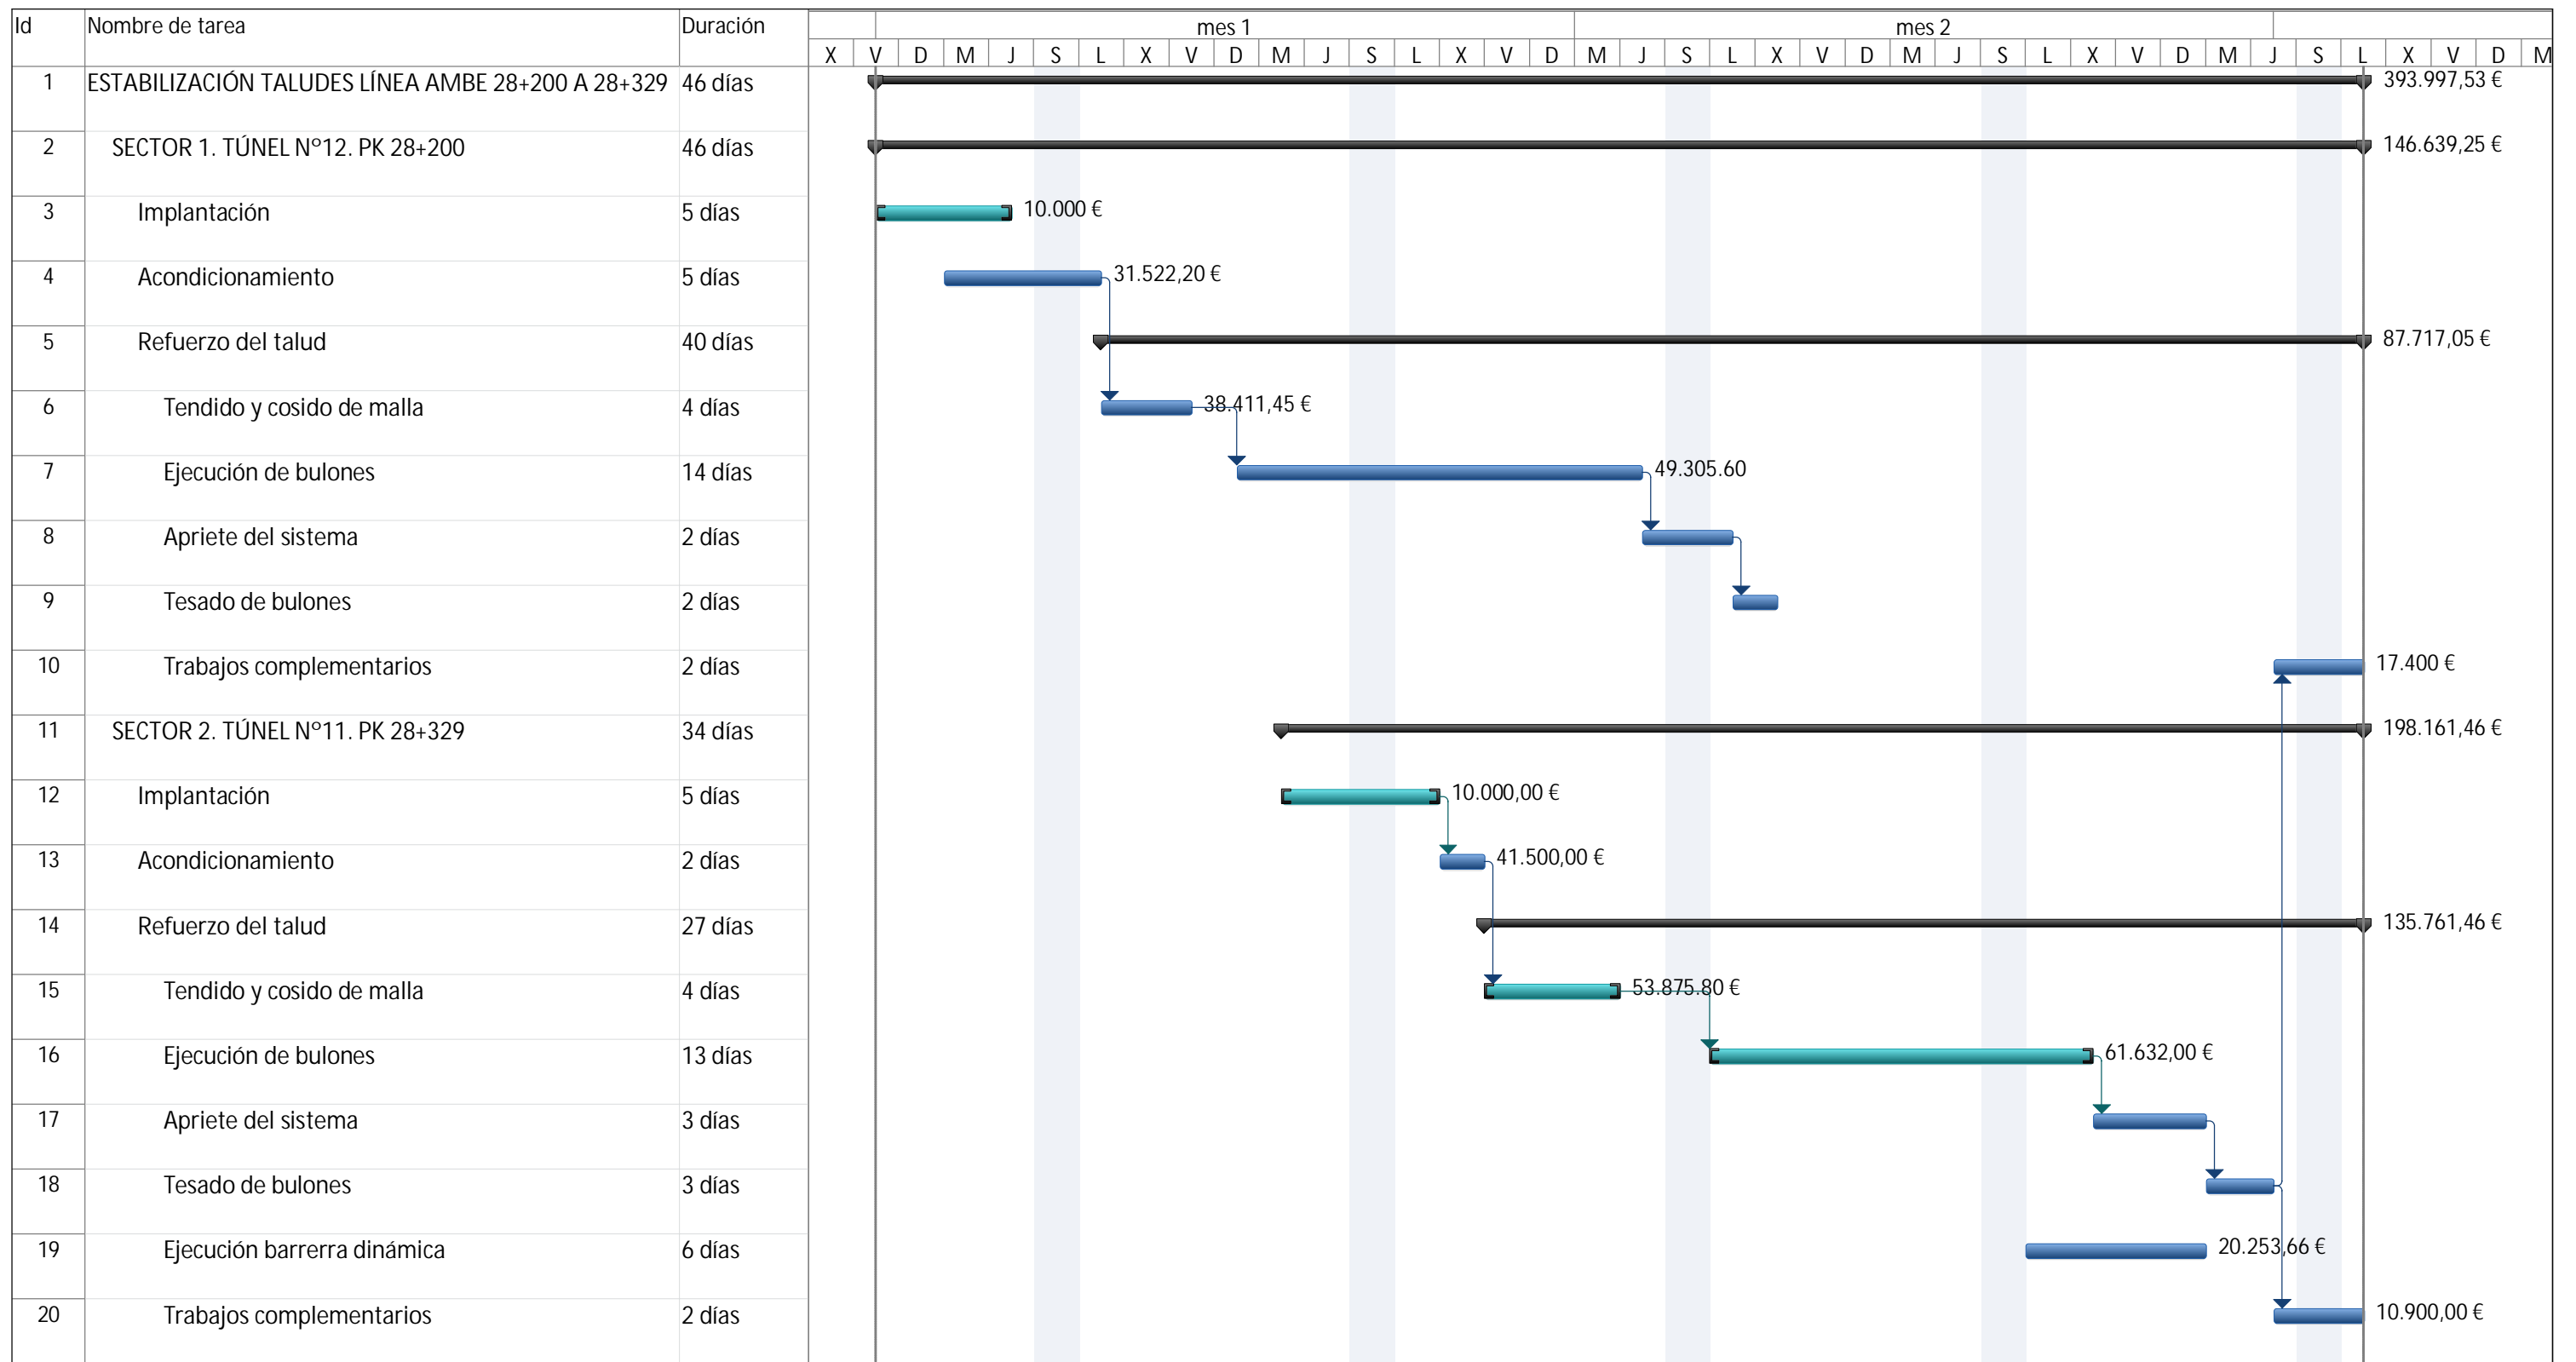 Id Nombre de tarea Duración mes 1 mes 2
X V D M J S L X V D M J S L X V D M J S L X V D M J S L X V D M J S L X V D M
1 ESTABILIZACIÓN TALUDES LÍNEA AMBE 28+200 A 28+329 46 días 393.997,53 €
2 SECTOR 1. TÚNEL Nº12. PK 28+200 46 días 146.639,25 €
3 Implantación 5 días 10.000 €
4 Acondicionamiento 5 días 31.522,20 €
5 Refuerzo del talud 40 días 87.717,05 €
6 Tendido y cosido de malla 4 días 38.411,45 €
7 Ejecución de bulones 14 días 49.305.60
8 Apriete del sistema 2 días
9 Tesado de bulones 2 días
10 Trabajos complementarios 2 días 17.400 €
11 SECTOR 2. TÚNEL Nº11. PK 28+329 34 días 198.161,46 €
12 Implantación 5 días 10.000,00 €
13 Acondicionamiento 2 días 41.500,00 €
14 Refuerzo del talud 27 días 135.761,46 €
15 Tendido y cosido de malla 4 días 53.875.80 €
16 Ejecución de bulones 13 días 61.632,00 €
17 Apriete del sistema 3 días
18 Tesado de bulones 3 días
19 Ejecución barrerra dinámica 6 días 20.253,66 €
20 Trabajos complementarios 2 días 10.900,00 €